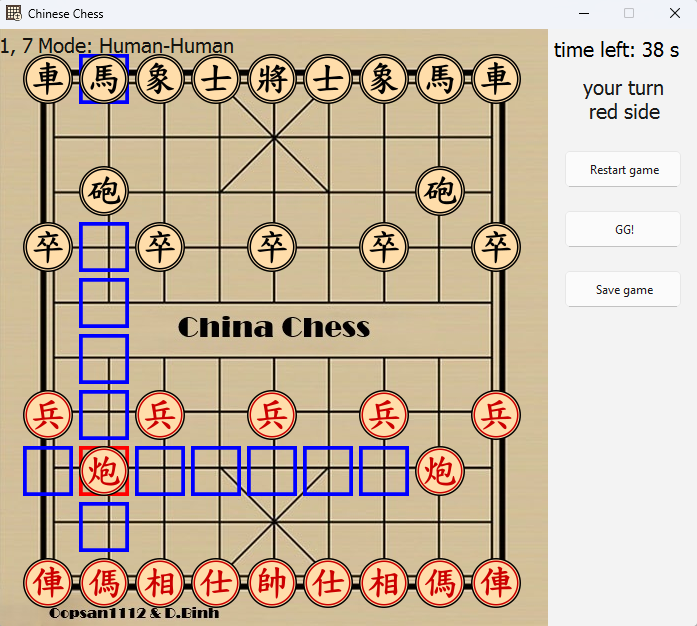 Chinese Chess
1, 7 Mode: Human-Human
time left: 38 s
your turn
red side
Restart game
GG!
Save game
車 馬 象 士 將 士 象 馬 車
砲 砲
卒 卒 卒 卒 卒
China Chess
兵 兵 兵 兵 兵
炮 炮
俥 傌 相 仕 帥 仕 相 傌 俥
Oopsan1112 & D.Binh